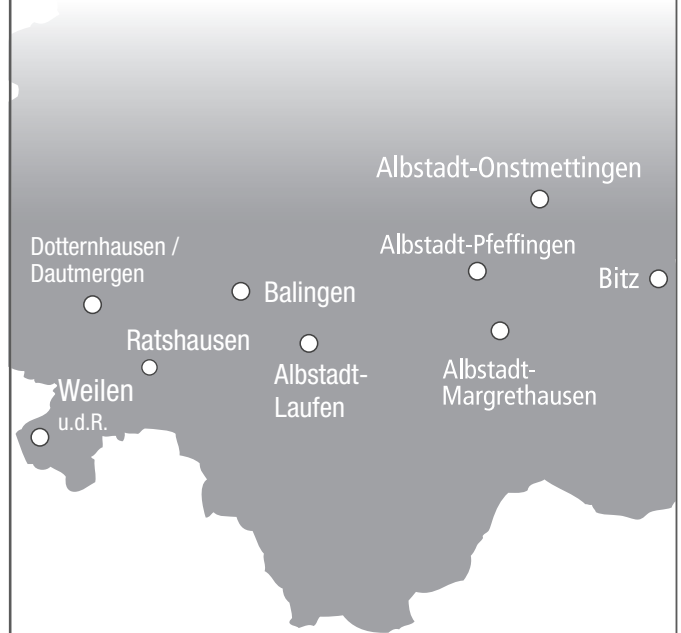 Albstadt-Onstmettingen
Dotternhausen /
Dautmergen
Albstadt-Pfeffingen
Bitz
Balingen
Ratshausen
Albstadt-
Laufen
Albstadt-
Margrethausen
Weilen
u.d.R.